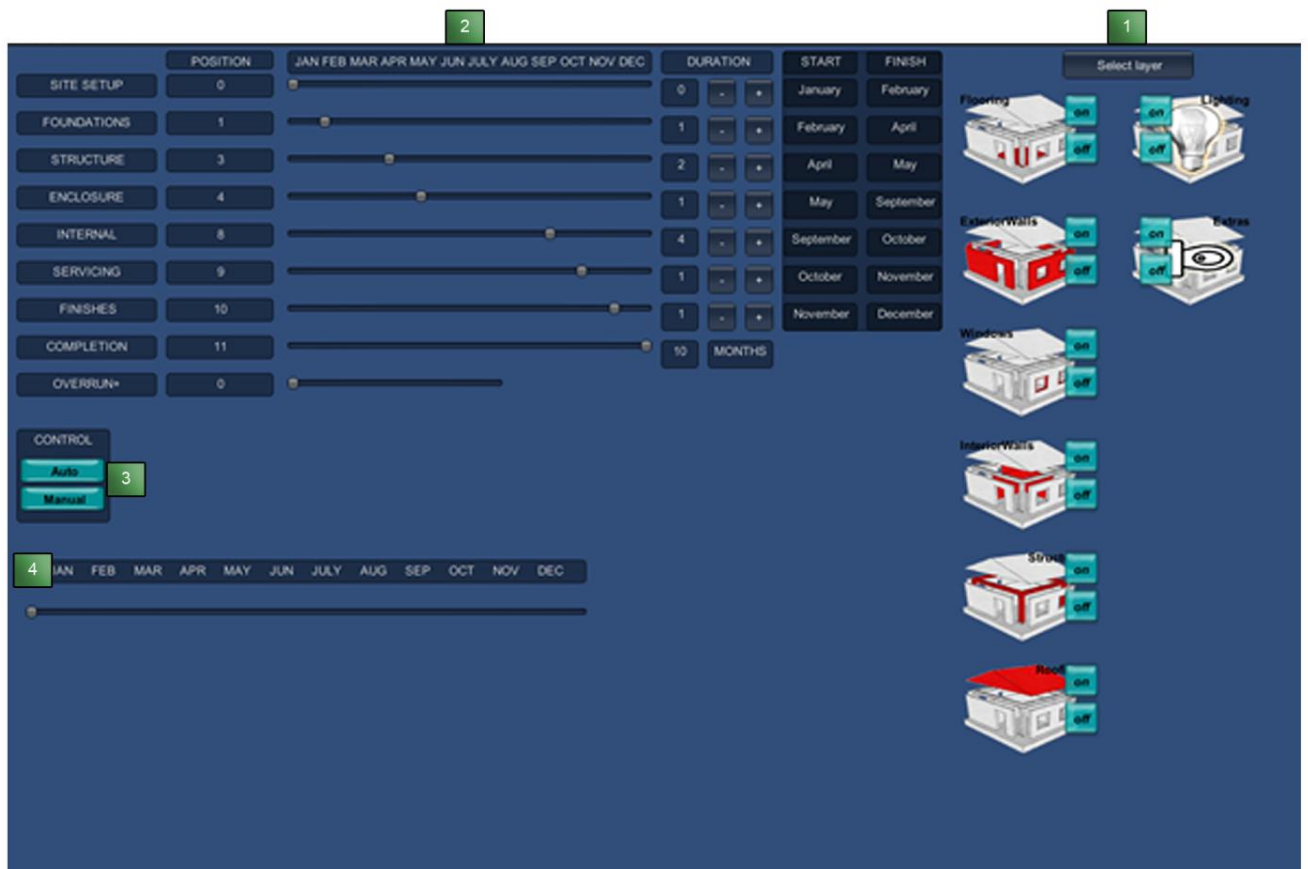 2
1
POSITION JAN FEB MAR APR MAY JUN JULY AUG SEP OCT NOV DEC DURATION START FINISH Select layer
SITE SETUP 0 0 - + January February
Flooring on on Lighting
FOUNDATIONS 1 1 - + February April
off off
STRUCTURE 3 2 - + April May
ENCLOSURE 4 1 - + May September
ExteriorWalls on on Extras
INTERNAL 8 4 - + September October
off off
SERVICING 9 1 - + October November
FINISHES 10 1 - + November December
Windows on
COMPLETION 11 10 MONTHS
OVERRUN+ 0
off
CONTROL
InteriorWalls on
Auto
3
Manual
off
Struct
on
4 JAN FEB MAR APR MAY JUN JULY AUG SEP OCT NOV DEC
off
Roof
on
off